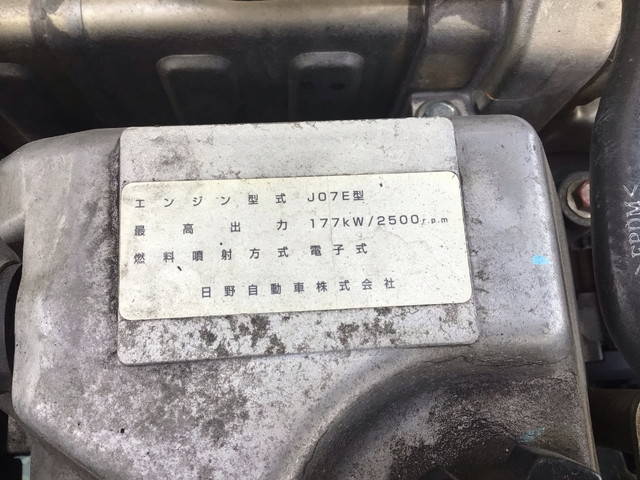 エンジン型式 J07E型
最高出力 177kW/2500r.p.m
燃料噴射方式 電子式
日野自動車株式会社